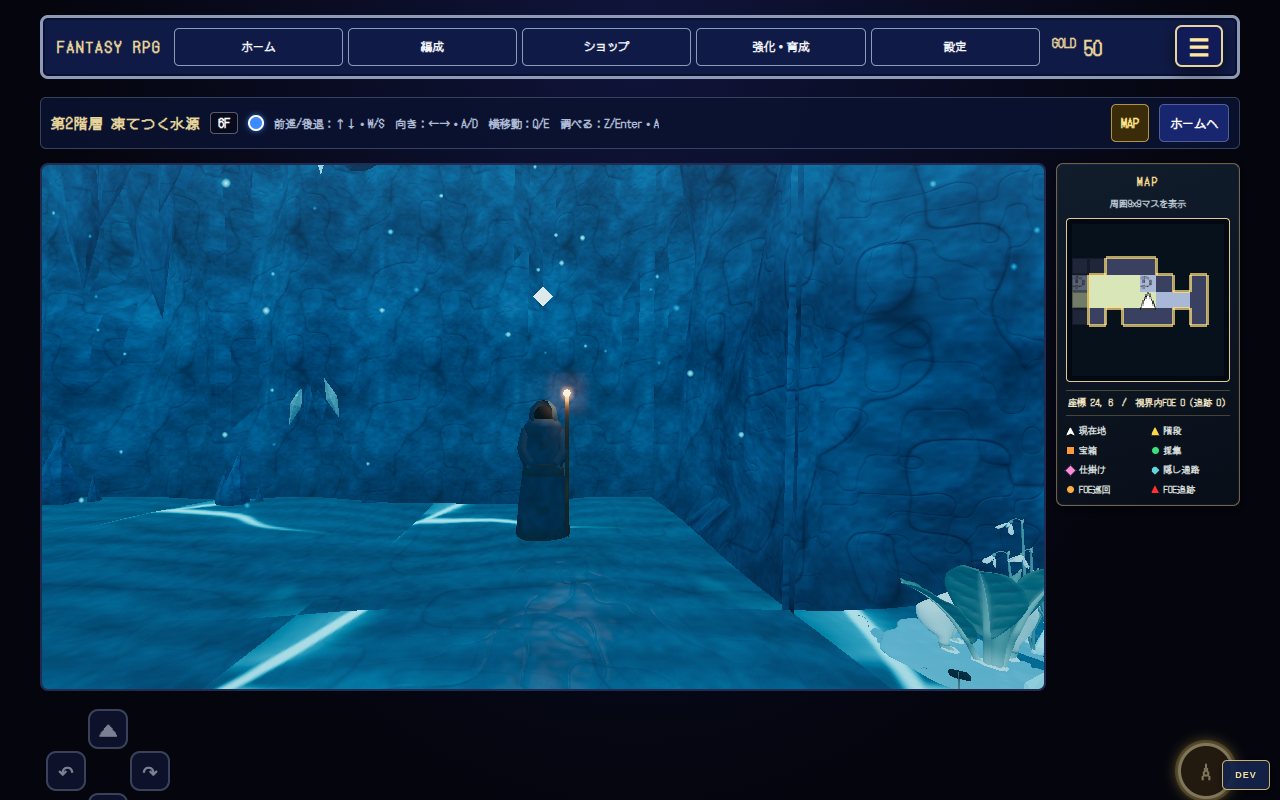 FANTASY RPG
ホーム
編成
ショップ
強化・育成
設定
GOLD 50
第2階層 凍てつく水源
6F
前進/後退：↑↓・W/S 向き：←→・A/D 横移動：Q/E 調べる：Z/Enter・A
MAP
ホームへ
MAP
周囲9x9マスを表示
座標 24, 6 / 視界内FOE 0 (追跡 0)
現在地
階段
宝箱
採集
仕掛け
隠し通路
FOE巡回
FOE追跡
A
DEV